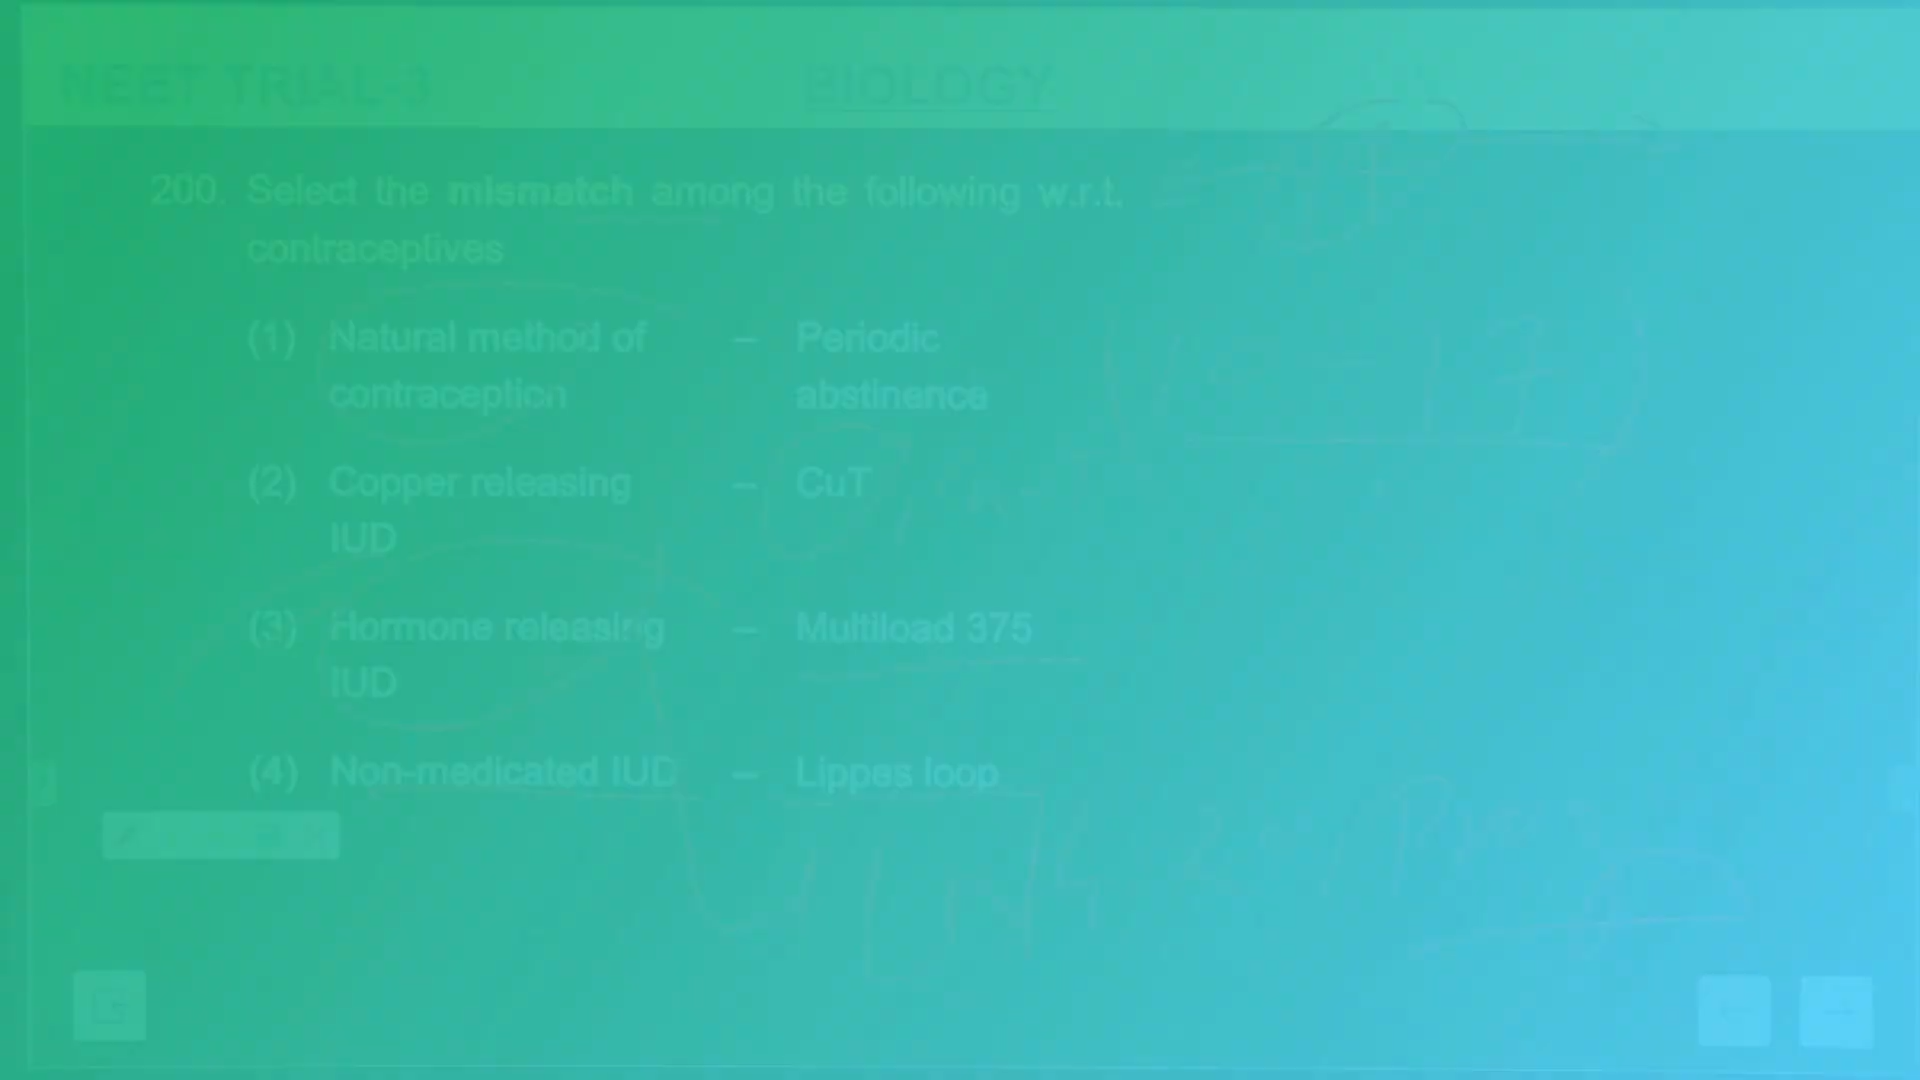 NEET TRIAL-3 BIOLOGY
200. Select the mismatch among the following w.r.t.
contraceptives
(1) Natural method of – Periodic
contraception abstinence
(2) Copper releasing – CuT
IUD
(3) Hormone releasing – Multiload 375
IUD
(4) Non-medicated IUD – Lippes loop